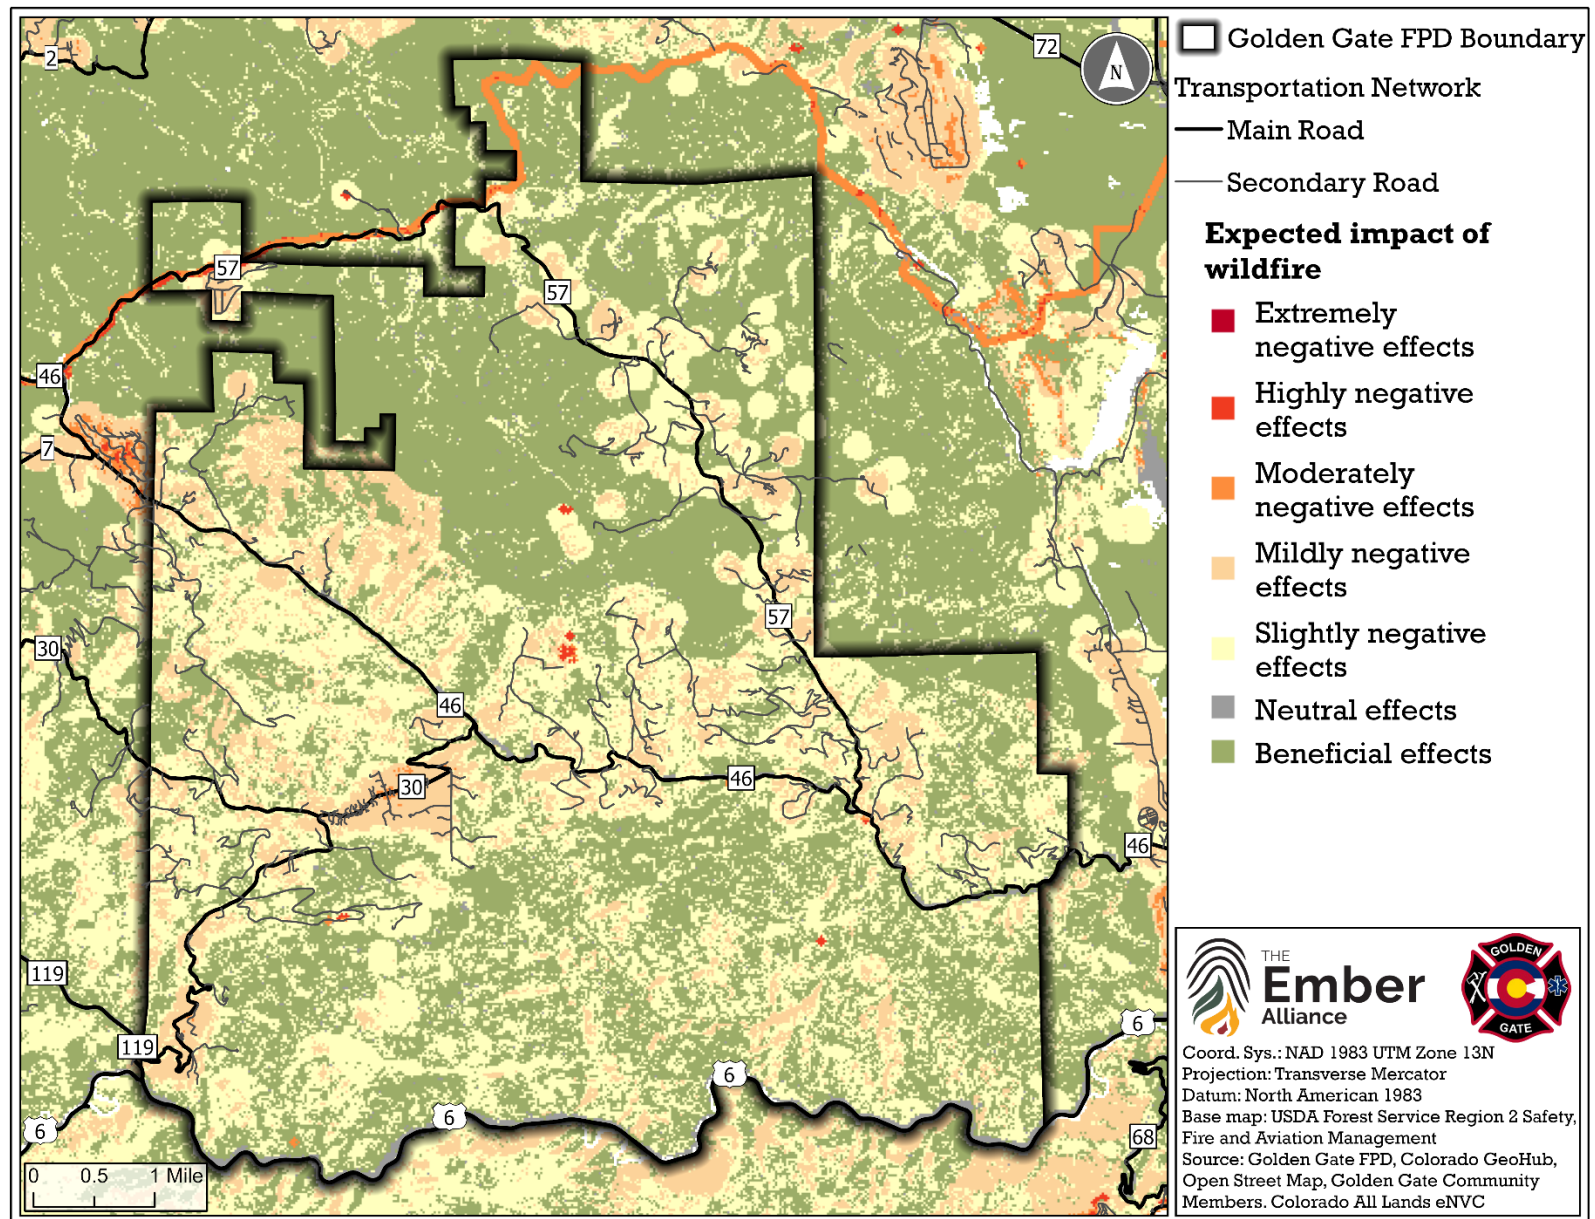 2
72
N
57
57
46
7
57
30
46
30
46
46
119
119
6
6
6
6
68
0 0.5 1 Mile
Golden Gate FPD Boundary
Transportation Network
Main Road
Secondary Road
Expected impact of
wildfire
Extremely
negative effects
Highly negative
effects
Moderately
negative effects
Mildly negative
effects
Slightly negative
effects
Neutral effects
Beneficial effects
THE
Ember
Alliance
GOLDEN
GATE
Coord. Sys.: NAD 1983 UTM Zone 13N
Projection: Transverse Mercator
Datum: North American 1983
Base map: USDA Forest Service Region 2 Safety,
Fire and Aviation Management
Source: Golden Gate FPD, Colorado GeoHub,
Open Street Map, Golden Gate Community
Members. Colorado All Lands eNVC